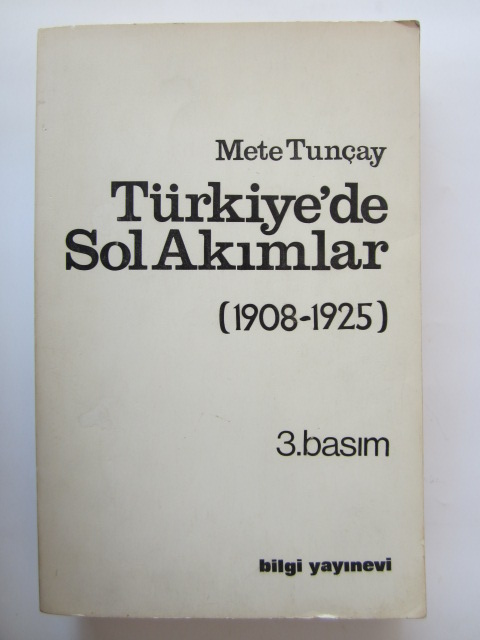 Mete Tunçay
Türkiye'de
Sol Akımlar
(1908-1925)
3.basım
bilgi yayınevi